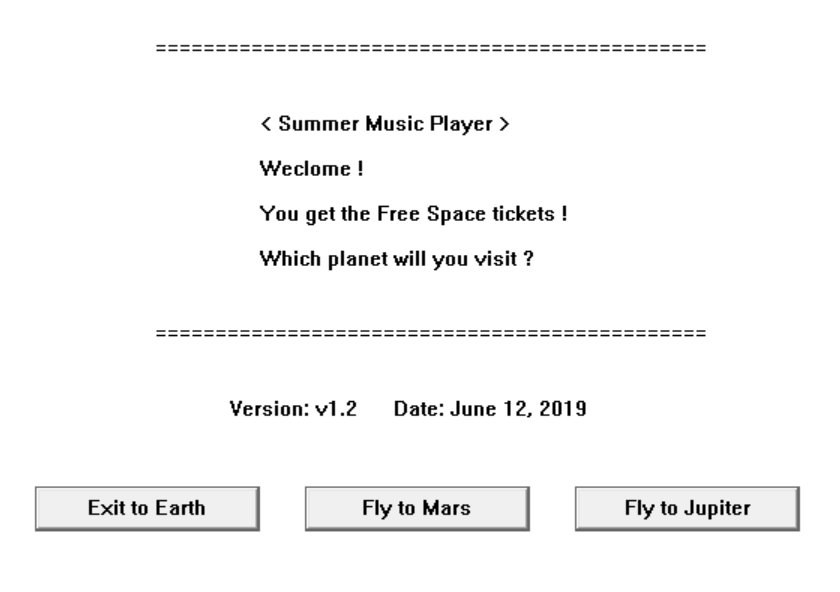 ==============================================
< Summer Music Player >
Weclome !
You get the Free Space tickets !
Which planet will you visit ?
==============================================
Version: v1.2 Date: June 12, 2019
Exit to Earth Fly to Mars Fly to Jupiter